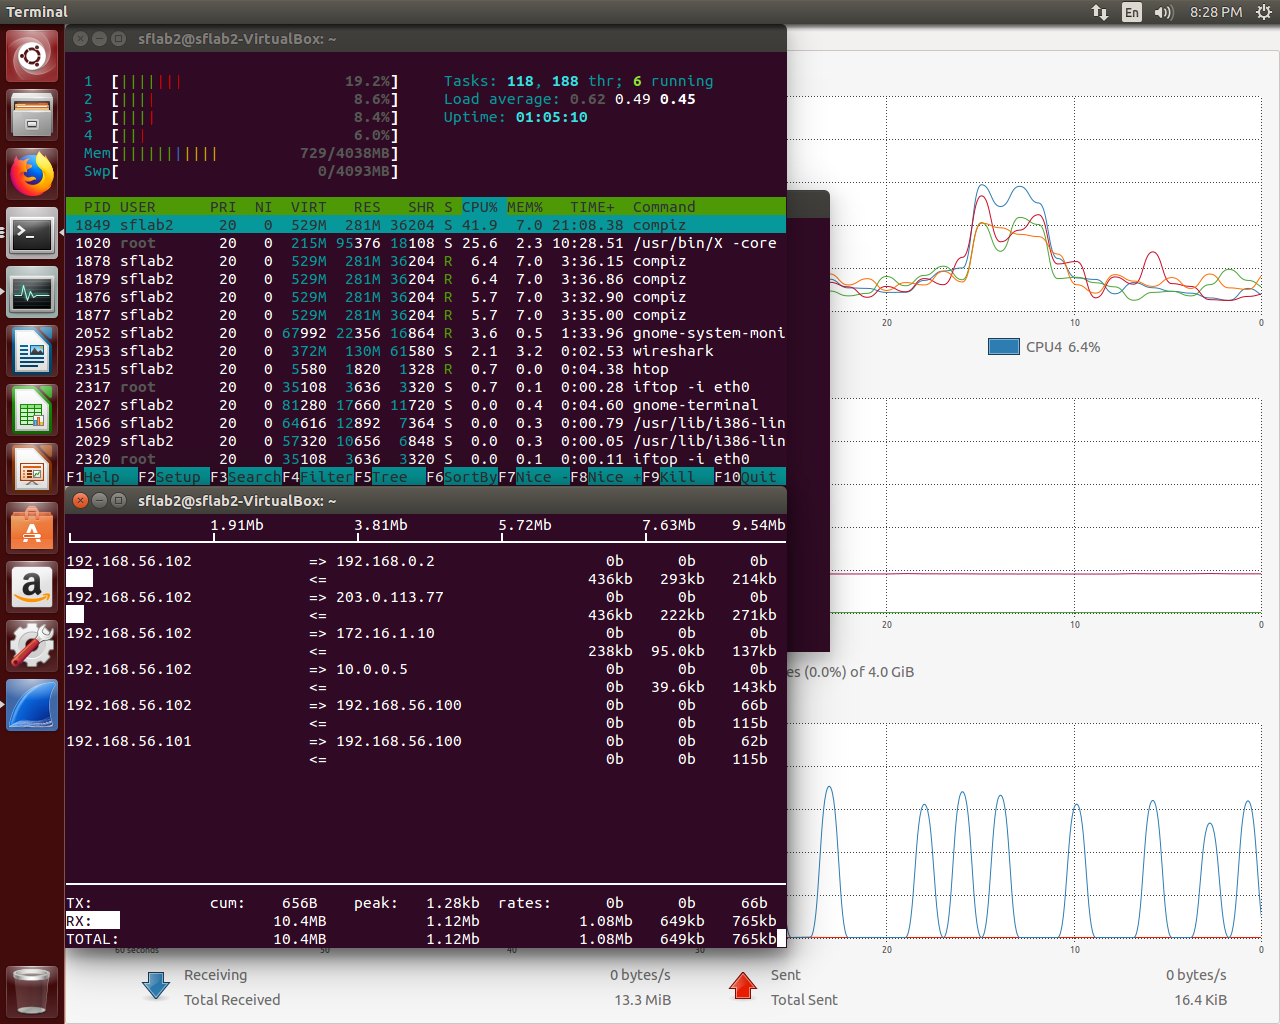 Terminal
En
8:28 PM
sflab2@sflab2-VirtualBox: ~
1 [||||||| 19.2%] Tasks: 118, 188 thr; 6 running
2 [|||| 8.6%] Load average: 0.62 0.49 0.45
3 [|||| 8.4%] Uptime: 01:05:10
4 [||| 6.0%]
Mem[||||||||||| 729/4038MB]
Swp[ 0/4093MB]
PID USER PRI NI VIRT RES SHR S CPU% MEM% TIME+ Command
1849 sflab2 20 0 529M 281M 36204 S 41.9 7.0 21:08.38 compiz
1020 root 20 0 215M 95376 18108 S 25.6 2.3 10:28.51 /usr/bin/X -core
1878 sflab2 20 0 529M 281M 36204 R 6.4 7.0 3:36.15 compiz
1879 sflab2 20 0 529M 281M 36204 R 6.4 7.0 3:36.86 compiz
1876 sflab2 20 0 529M 281M 36204 R 5.7 7.0 3:32.90 compiz
1877 sflab2 20 0 529M 281M 36204 R 5.7 7.0 3:35.00 compiz
2052 sflab2 20 0 67992 22356 16864 R 3.6 0.5 1:33.96 gnome-system-moni
2953 sflab2 20 0 372M 130M 61580 S 2.1 3.2 0:02.53 wireshark
2315 sflab2 20 0 5580 1820 1328 R 0.7 0.0 0:04.38 htop
2317 root 20 0 35108 3636 3320 S 0.7 0.1 0:00.28 iftop -i eth0
2027 sflab2 20 0 81280 17660 11720 S 0.0 0.4 0:04.60 gnome-terminal
1566 sflab2 20 0 64616 12892 7364 S 0.0 0.3 0:00.79 /usr/lib/i386-lin
2029 sflab2 20 0 57320 10656 6848 S 0.0 0.3 0:00.05 /usr/lib/i386-lin
2320 root 20 0 35108 3636 3320 S 0.0 0.1 0:00.11 iftop -i eth0
F1Help F2Setup F3SearchF4FilterF5Tree F6SortByF7Nice -F8Nice +F9Kill F10Quit
sflab2@sflab2-VirtualBox: ~
1.91Mb 3.81Mb 5.72Mb 7.63Mb 9.54Mb
192.168.56.102 => 192.168.0.2 0b 0b 0b
<= 436kb 293kb 214kb
192.168.56.102 => 203.0.113.77 0b 0b 0b
<= 436kb 222kb 271kb
192.168.56.102 => 172.16.1.10 0b 0b 0b
<= 238kb 95.0kb 137kb
192.168.56.102 => 10.0.0.5 0b 0b 0b
<= 0b 39.6kb 143kb
192.168.56.102 => 192.168.56.100 0b 0b 66b
<= 0b 0b 115b
192.168.56.101 => 192.168.56.100 0b 0b 62b
<= 0b 0b 115b
TX: cum: 656B peak: 1.28kb rates: 0b 0b 66b
RX: 10.4MB 1.12Mb 1.08Mb 649kb 765kb
TOTAL: 10.4MB 1.12Mb 1.08Mb 649kb 765kb
20 10 0
CPU4 6.4%
20 10 0
es (0.0%) of 4.0 GiB
60 seconds 50 40 30 20 10 0
Receiving 0 bytes/s Sent 0 bytes/s
Total Received 13.3 MiB Total Sent 16.4 KiB